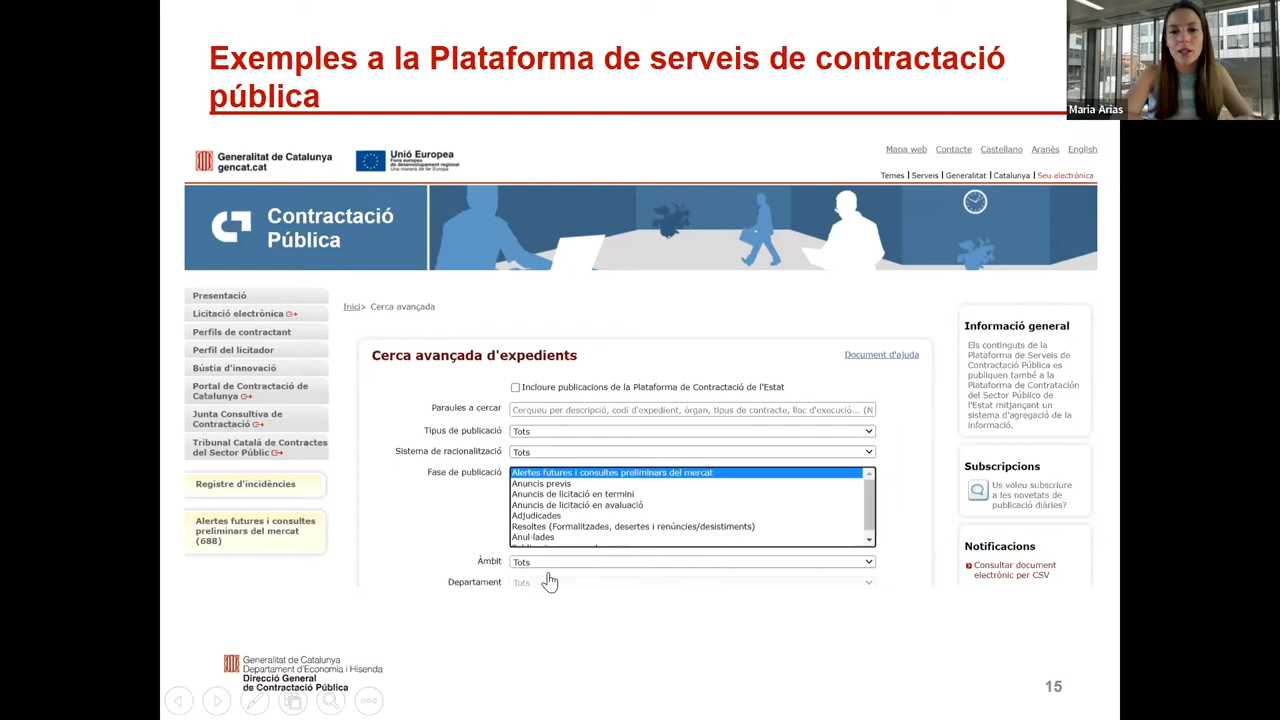 Exemples a la Plataforma de serveis de contractació
pública
Maria Arias
Generalitat de Catalunya
gencat.cat
Unió Europea
Fons europeu
de desenvolupament regional
Una manera de fer Europa
Mapa web Contacte Castellano Aranès English
Temes | Serveis | Generalitat | Catalunya | Seu electrònica
Contractació
Pública
Presentació
Licitació electrònica
Perfils de contractant
Perfil del licitador
Bústia d'innovació
Portal de Contractació de
Catalunya
Junta Consultiva de
Contractació
Tribunal Català de Contractes
del Sector Públic
Registre d'incidències
Alertes futures i consultes
preliminars del mercat
(688)
Inici> Cerca avançada
Cerca avançada d'expedients
Document d'ajuda
Incloure publicacions de la Plataforma de Contractació de l'Estat
Paraules a cercar
Cerqueu per descripció, codi d'expedient, òrgan, tipus de contracte, lloc d'execució... (N
Tipus de publicació Tots
Sistema de racionalització Tots
Fase de publicació
Alertes futures i consultes preliminars del mercat
Anuncis previs
Anuncis de licitació en termini
Anuncis de licitació en avaluació
Adjudicades
Resoltes (Formalitzades, desertes i renúncies/desistiments)
Anul·lades
Àmbit Tots
Departament Tots
Informació general
Els continguts de la
Plataforma de Serveis de
Contractació Pública es
publiquen també a la
Plataforma de Contratación
del Sector Público de
l'Estat mitjançant un
sistema d'agregació de la
informació.
Subscripcions
Us voleu subscriure
a les novetats de
publicació diàries?
Notificacions
Consultar document
electrònic per CSV
Generalitat de Catalunya
Departament d'Economia i Hisenda
Direcció General
de Contractació Pública
15